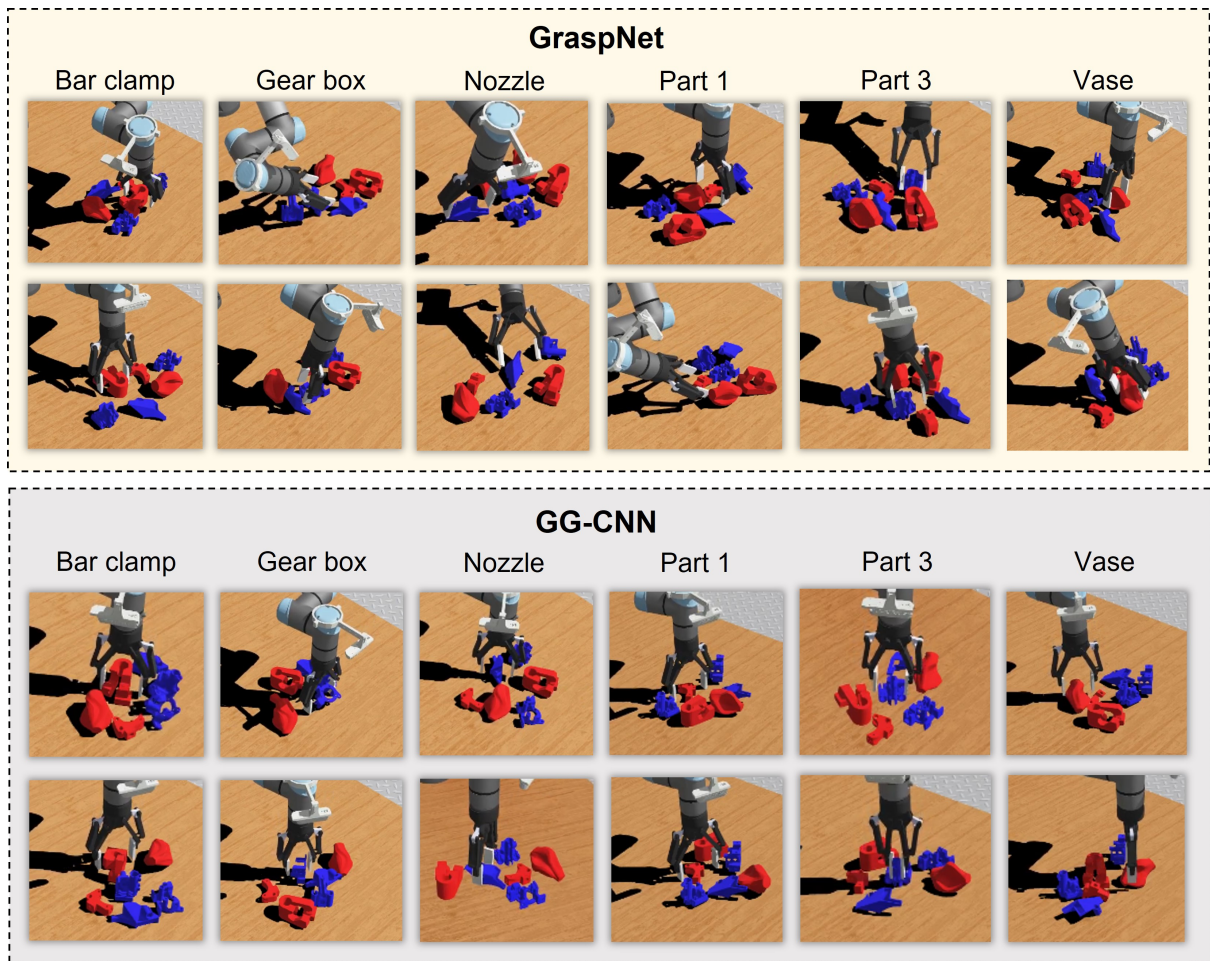 GraspNet
Bar clamp Gear box Nozzle Part 1 Part 3 Vase
GG-CNN
Bar clamp Gear box Nozzle Part 1 Part 3 Vase